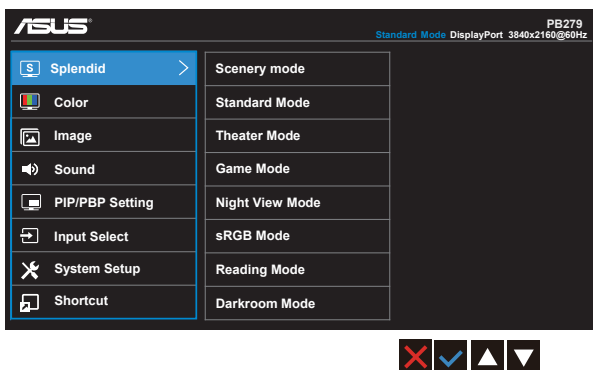 ASUS
PB279
Standard Mode DisplayPort 3840x2160@60Hz
S Splendid
Color
Image
Sound
PIP/PBP Setting
Input Select
System Setup
Shortcut
Scenery mode
Standard Mode
Theater Mode
Game Mode
Night View Mode
sRGB Mode
Reading Mode
Darkroom Mode